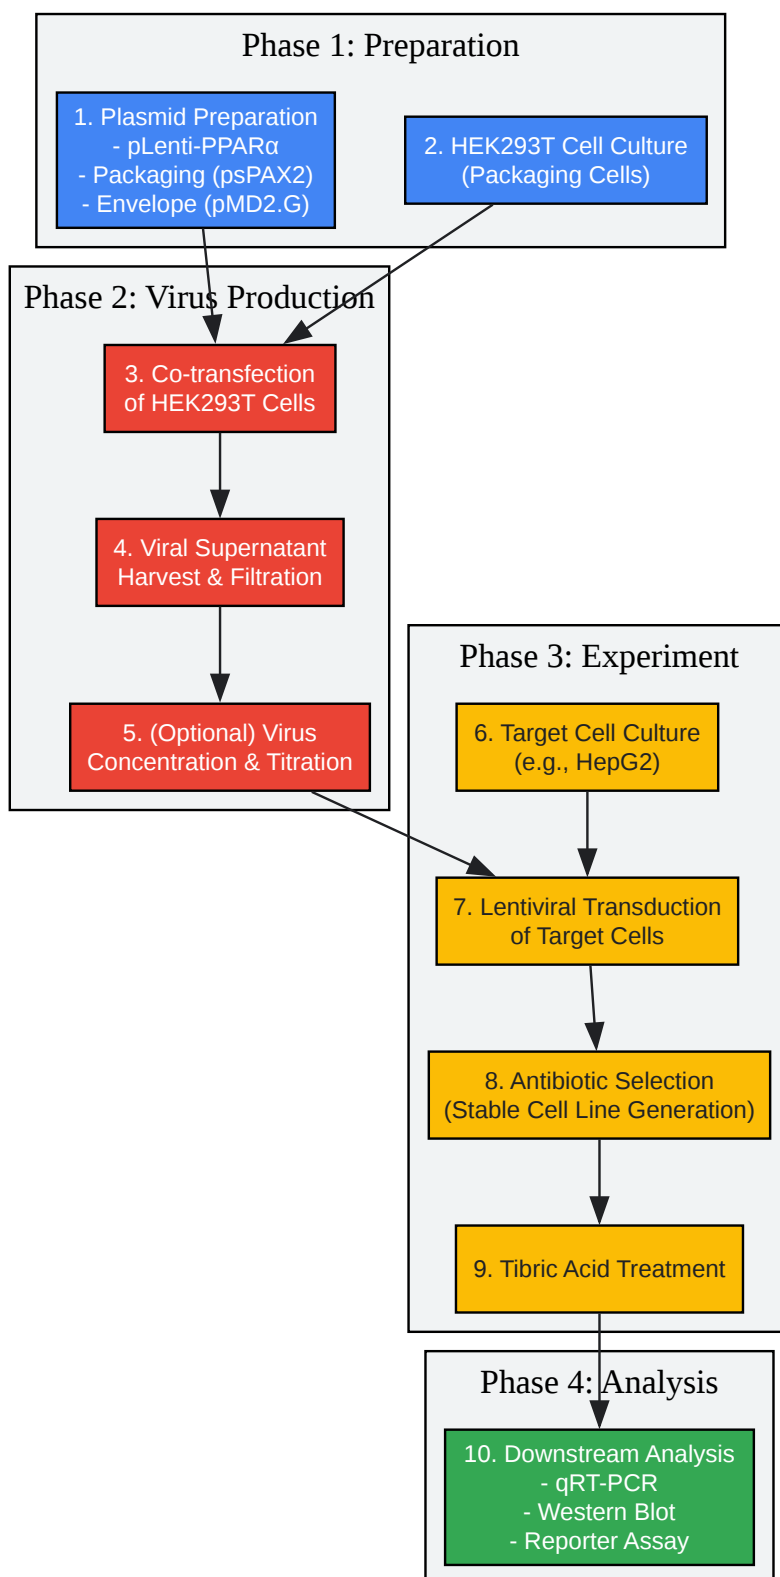 Phase 1: Preparation
1. Plasmid Preparation
- pLenti-PPARα
- Packaging (psPAX2)
- Envelope (pMD2.G)
2. HEK293T Cell Culture
(Packaging Cells)
Phase 2: Virus Production
3. Co-transfection
of HEK293T Cells
4. Viral Supernatant
Harvest & Filtration
5. (Optional) Virus
Concentration & Titration
Phase 3: Experiment
6. Target Cell Culture
(e.g., HepG2)
7. Lentiviral Transduction
of Target Cells
8. Antibiotic Selection
(Stable Cell Line Generation)
9. Tibric Acid Treatment
Phase 4: Analysis
10. Downstream Analysis
- qRT-PCR
- Western Blot
- Reporter Assay